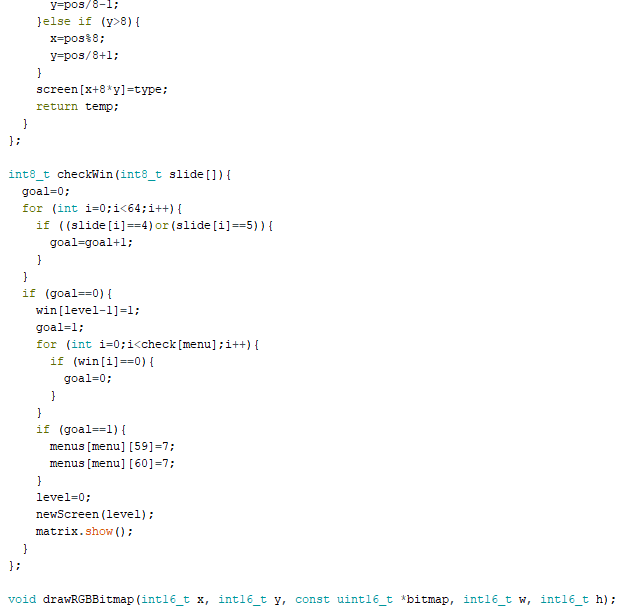 y=pos/8-1;
    }else if (y>8){
      x=pos%8;
      y=pos/8+1;
    }
    screen[x+8*y]=type;
    return temp;
  }
};

int8_t checkWin(int8_t slide[]){
  goal=0;
  for (int i=0;i<64;i++){
    if ((slide[i]==4)or(slide[i]==5)){
      goal=goal+1;
    }
  }
  if (goal==0){
    win[level-1]=1;
    goal=1;
    for (int i=0;i<check[menu];i++){
      if (win[i]==0){
        goal=0;
      }
    }
    if (goal==1){
      menus[menu][59]=7;
      menus[menu][60]=7;
    }
    level=0;
    newScreen(level);
    matrix.show();
  }
};

void drawRGBBitmap(int16_t x, int16_t y, const uint16_t *bitmap, int16_t w, int16_t h);